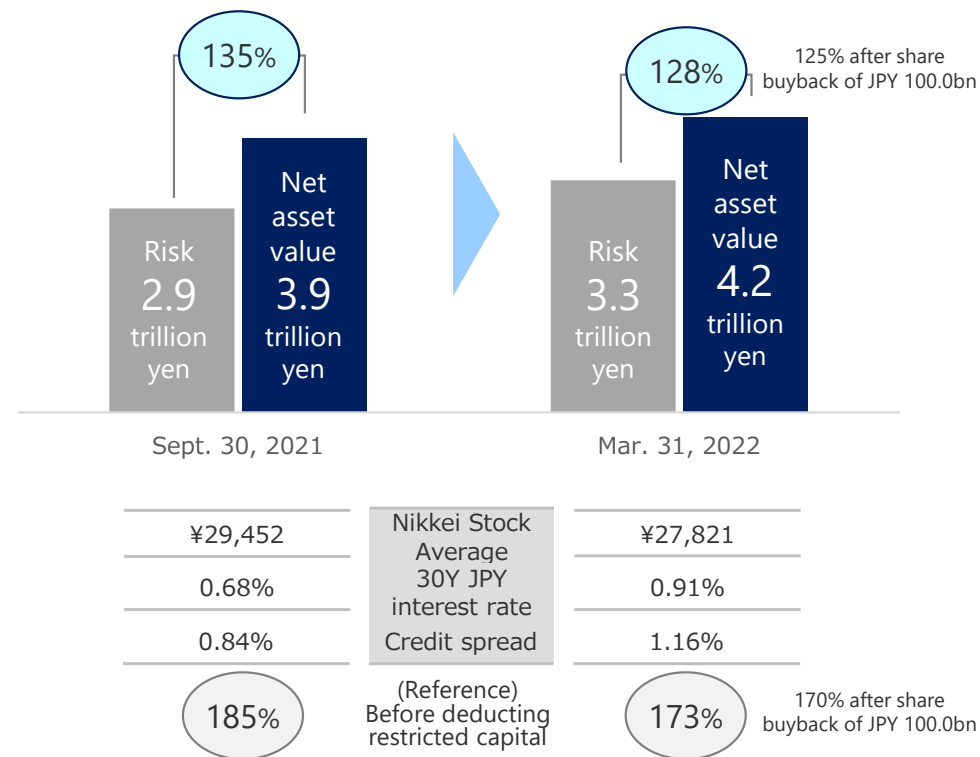 135%
128%
125% after share
buyback of JPY 100.0bn
Risk
2.9
trillion
yen
Net
asset
value
3.9
trillion
yen
Risk
3.3
trillion
yen
Net
asset
value
4.2
trillion
yen
Sept. 30, 2021
Mar. 31, 2022
¥29,452
Nikkei Stock
Average
¥27,821
0.68%
30Y JPY
interest rate
0.91%
0.84%
Credit spread
1.16%
185%
(Reference)
Before deducting
restricted capital
173%
170% after share
buyback of JPY 100.0bn